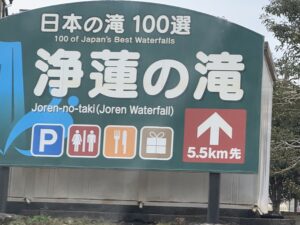 日本の滝 100選
100 of Japan's Best Waterfalls
浄蓮の滝
Joren-no-taki (Joren Waterfall)
P
5.5km先